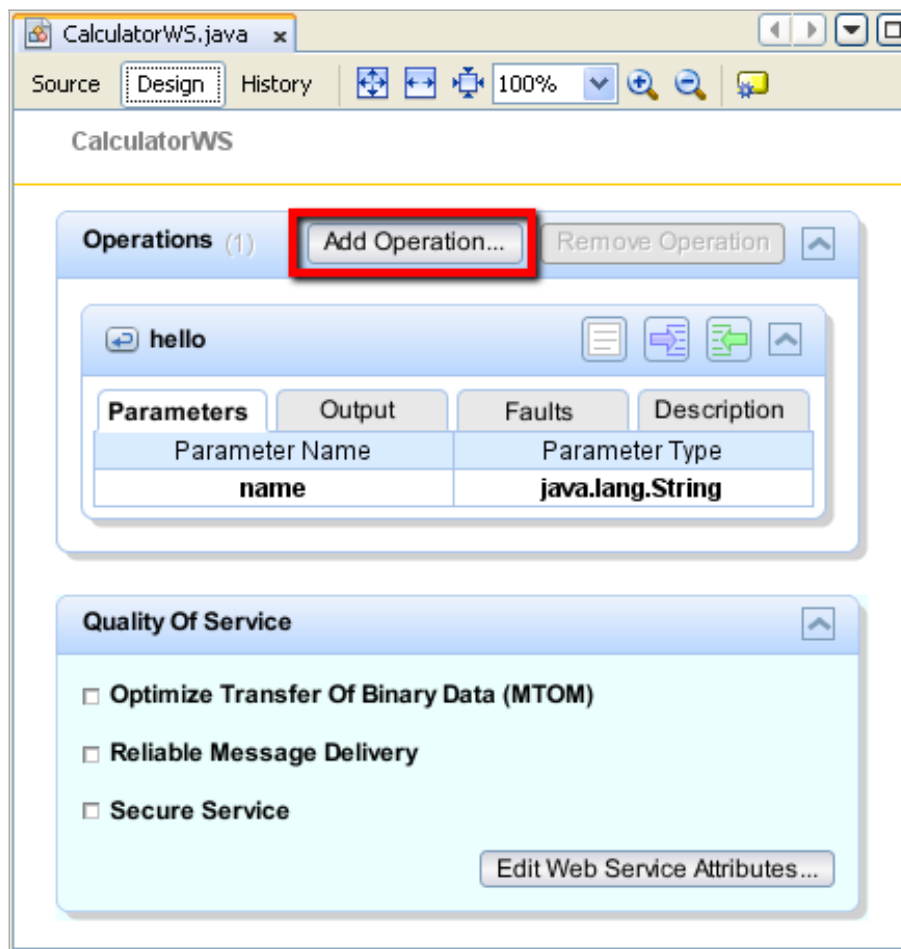 CalculatorWS.java x
Source Design History 100%
CalculatorWS
Operations (1) Add Operation... Remove Operation
hello
Parameters Output Faults Description
Parameter Name Parameter Type
name java.lang.String
Quality Of Service
Optimize Transfer Of Binary Data (MTOM)
Reliable Message Delivery
Secure Service
Edit Web Service Attributes...